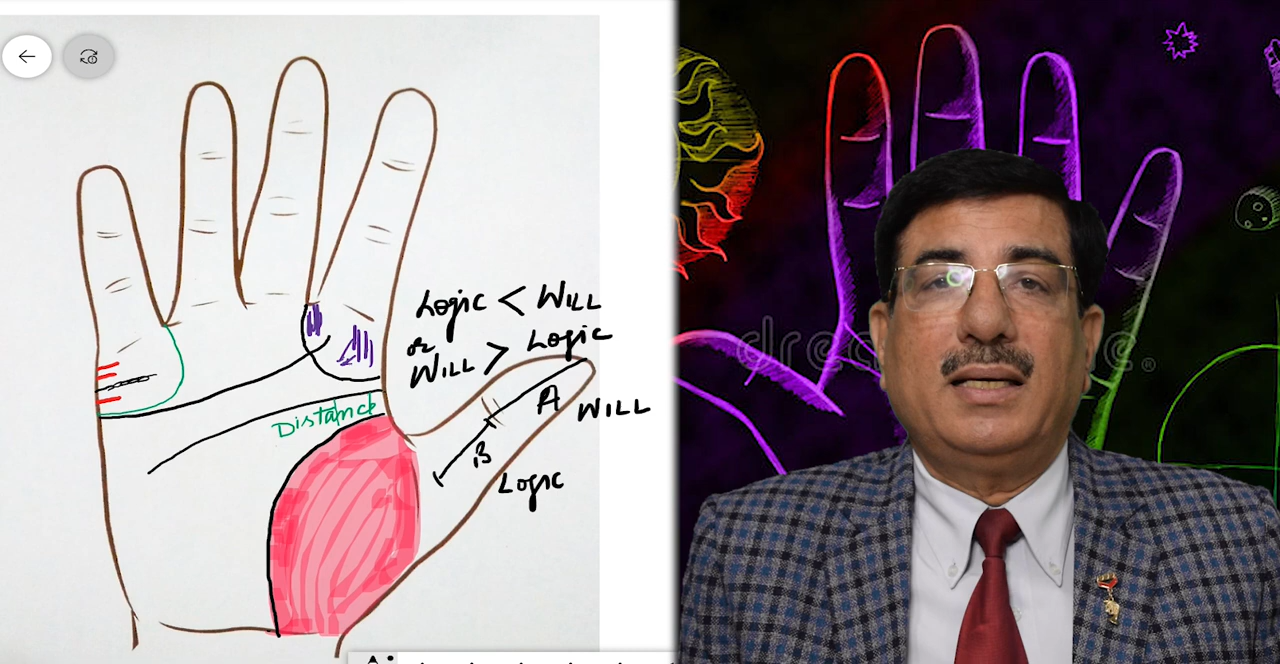 Logic < WILL
or
WILL > Logic
A WILL
B
Logic
Distance